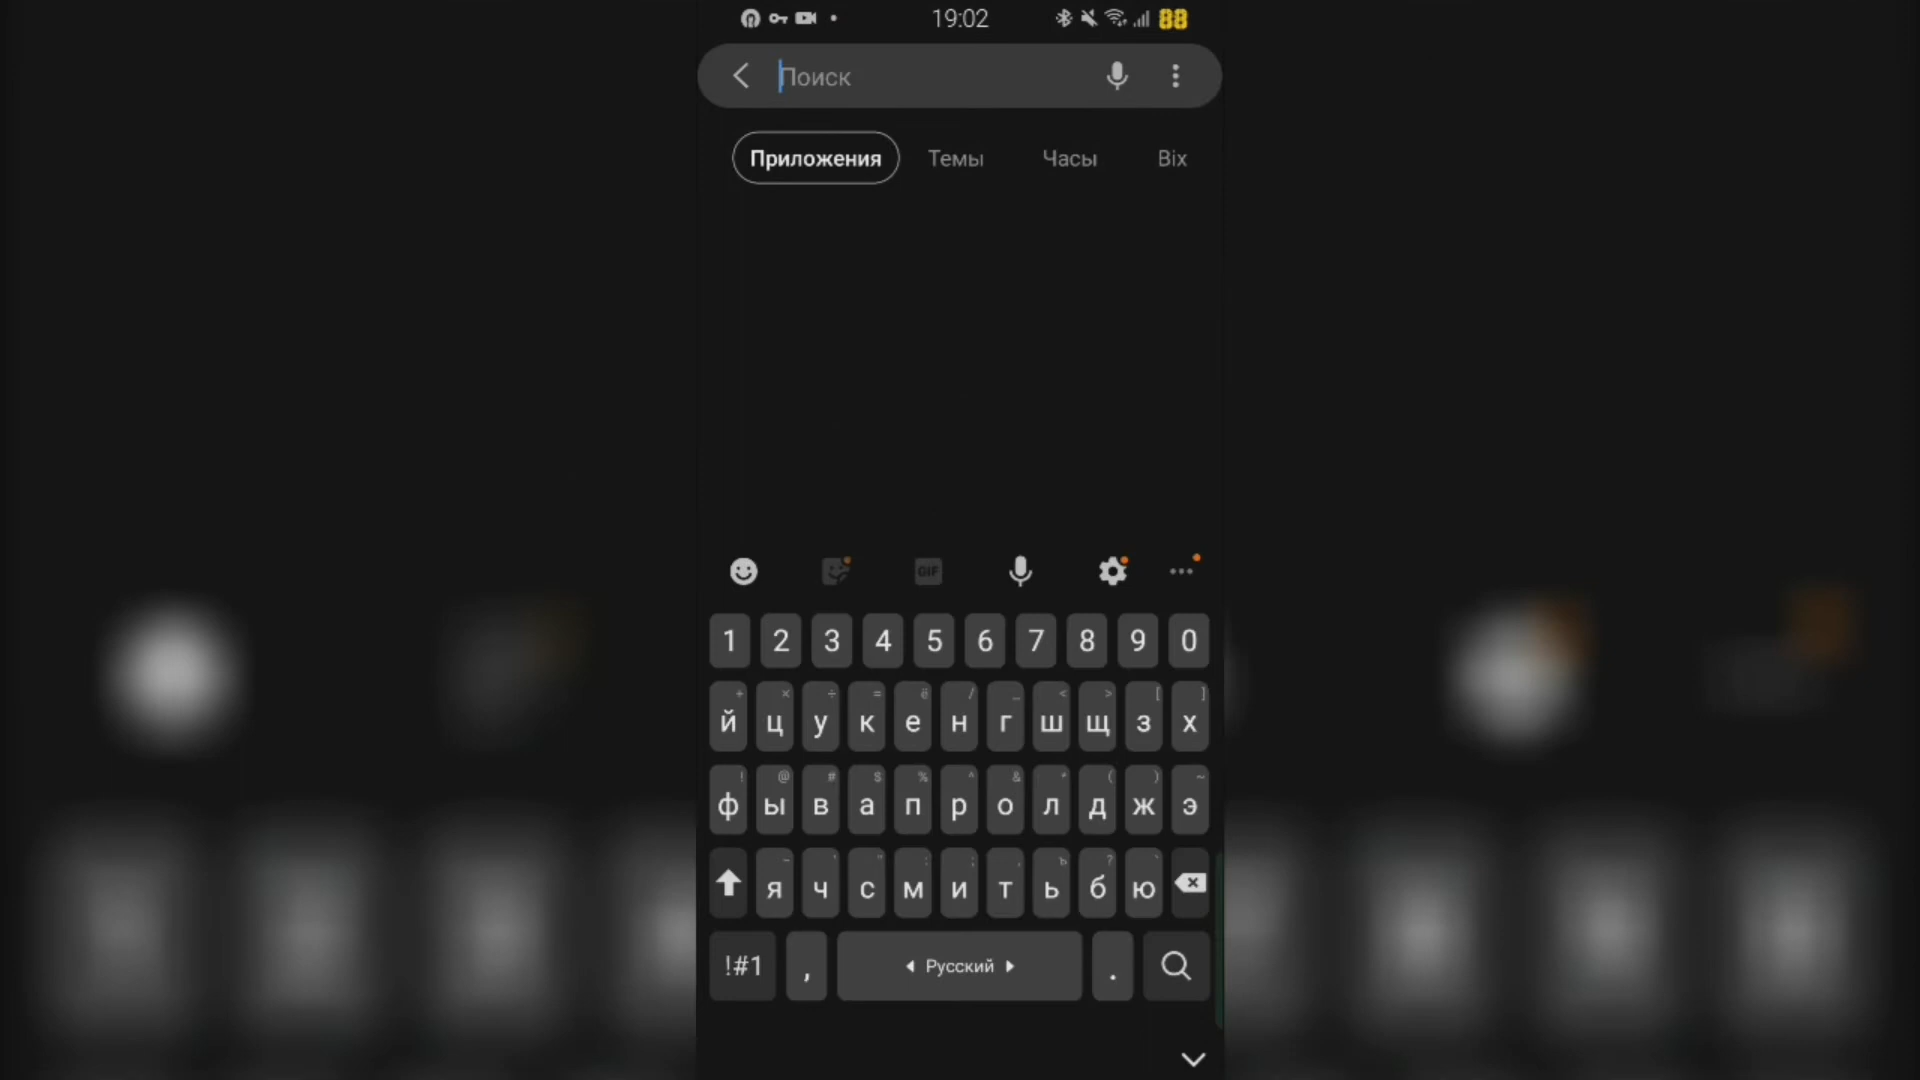 19:02 88
Поиск
Приложения Темы Часы Bix
GIF
1 2 3 4 5 6 7 8 9 0
+ × ÷ = ё / _ < > [ ]
й ц у к е н г ш щ з х
! @ # $ % ^ & * ( ) ~
ф ы в а п р о л д ж э
- ' " : ; , ъ ? `
я ч с м и т ь б ю
!#1 , Русский .